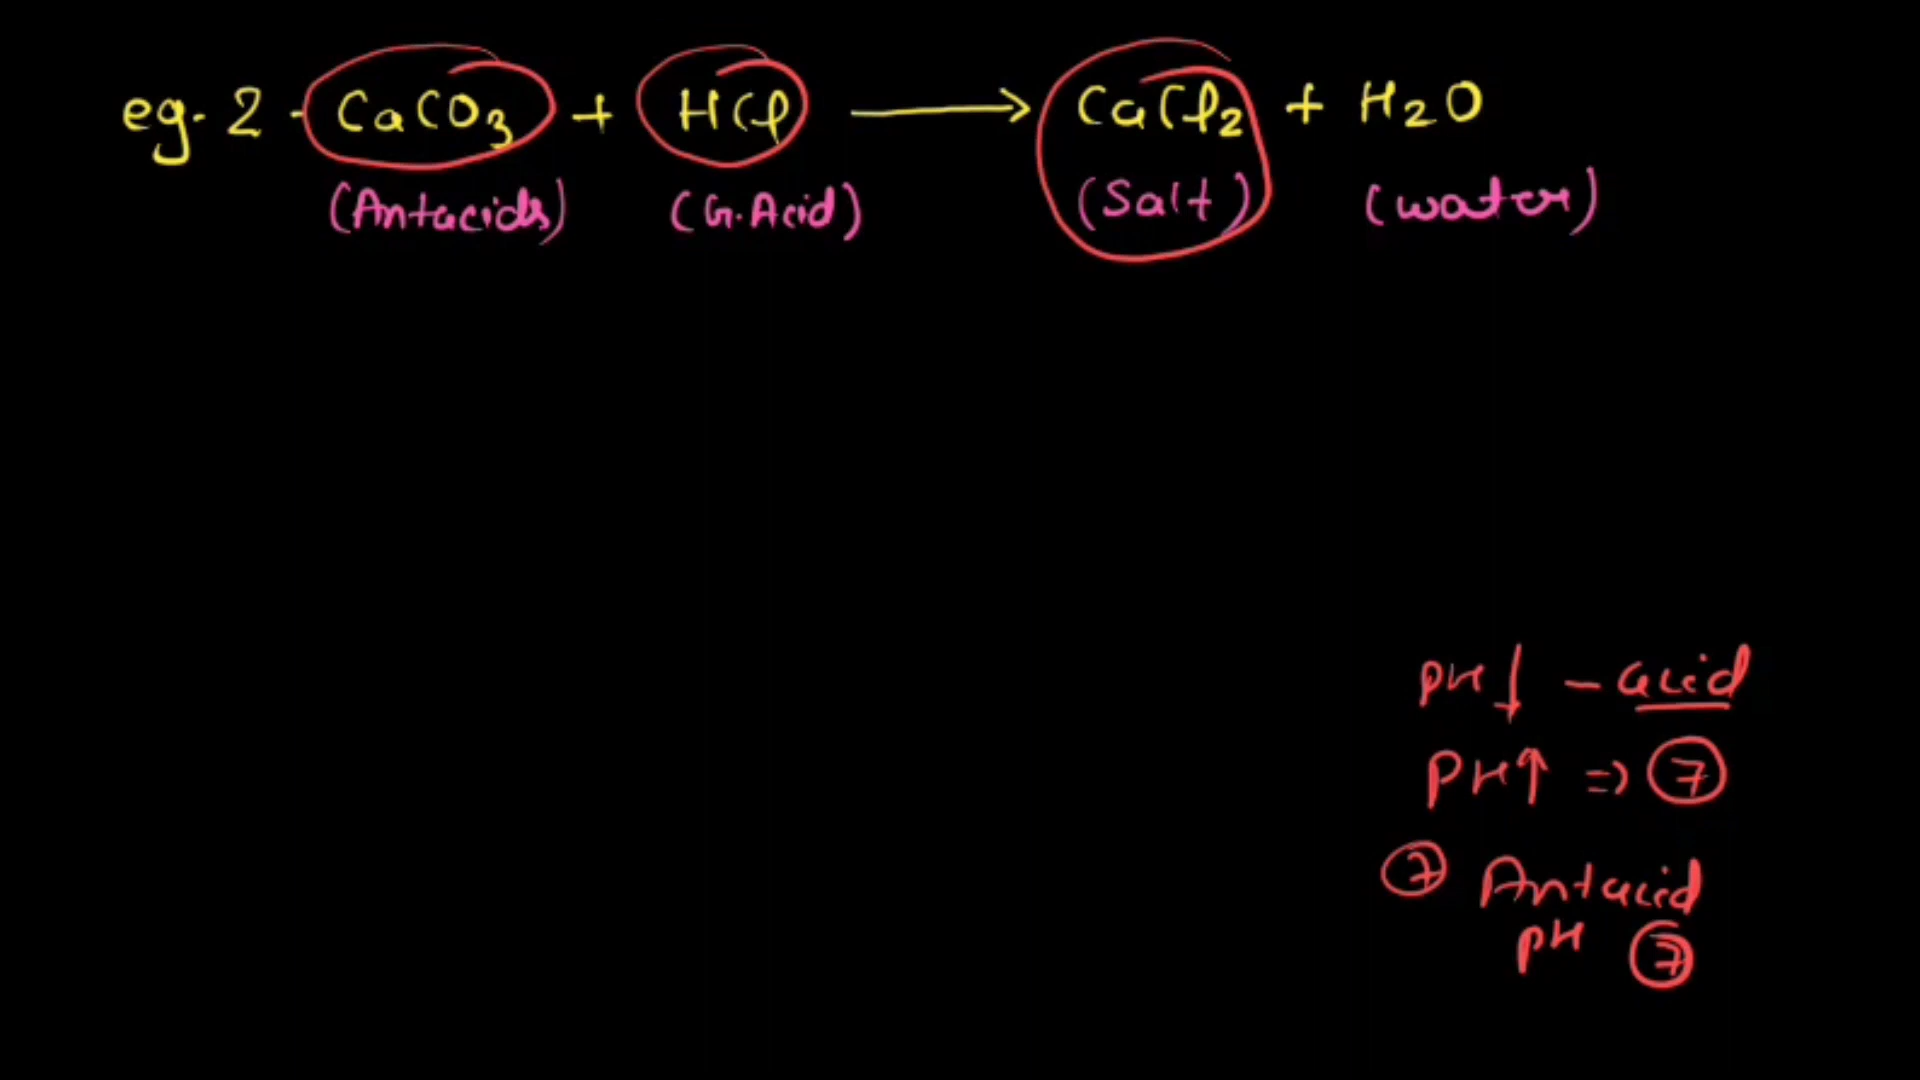 eg. 2 - CaCO3 + HCl → CaCl2 + H2O
(Antacids) (G.Acid) (Salt) (water)
pH↓ - acid
PH↑ => 7
7 Antacid
pH 7